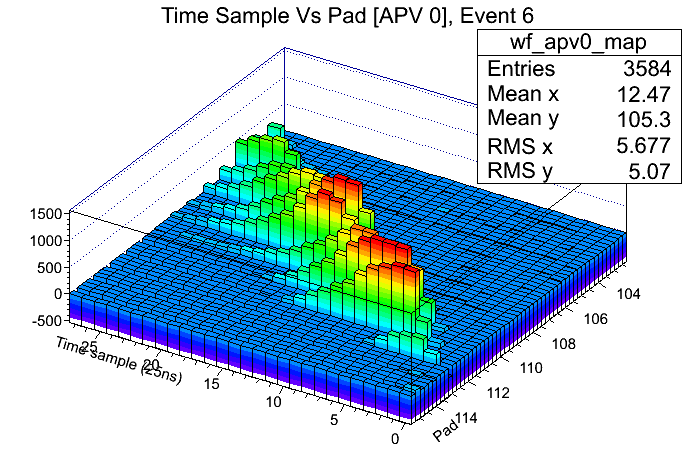 Time Sample Vs Pad [APV 0], Event 6
wf_apv0_map
Entries 3584
Mean x 12.47
Mean y 105.3
RMS x 5.677
RMS y 5.07
1500
1000
500
0
-500
Time sample (25ns)
25
20
15
10
5
0
Pad
114
112
110
108
106
104